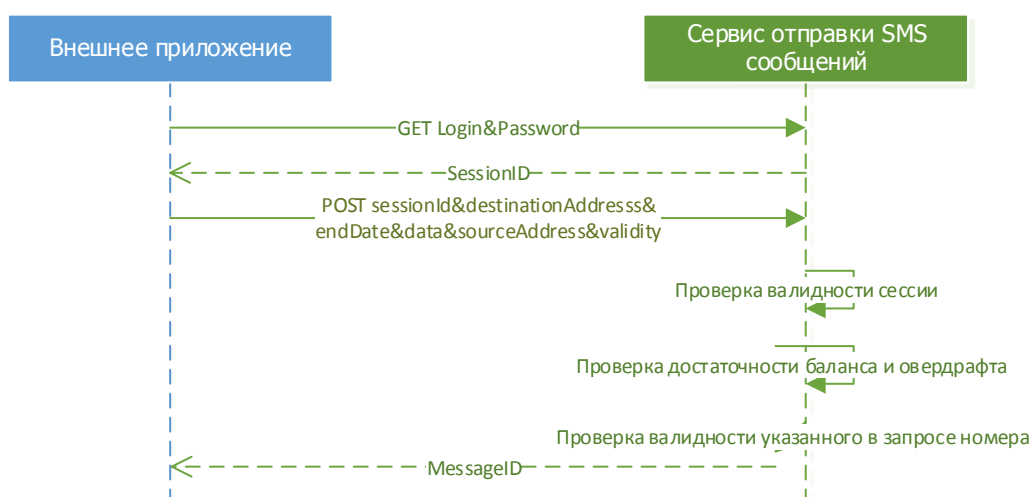 Внешнее приложение
Сервис отправки SMS
сообщений
GET Login&Password
SessionID
POST sessionId&destinationAddresss&
endDate&data&sourceAddress&validity
Проверка валидности сессии
Проверка достаточности баланса и овердрафта
Проверка валидности указанного в запросе номера
MessageID